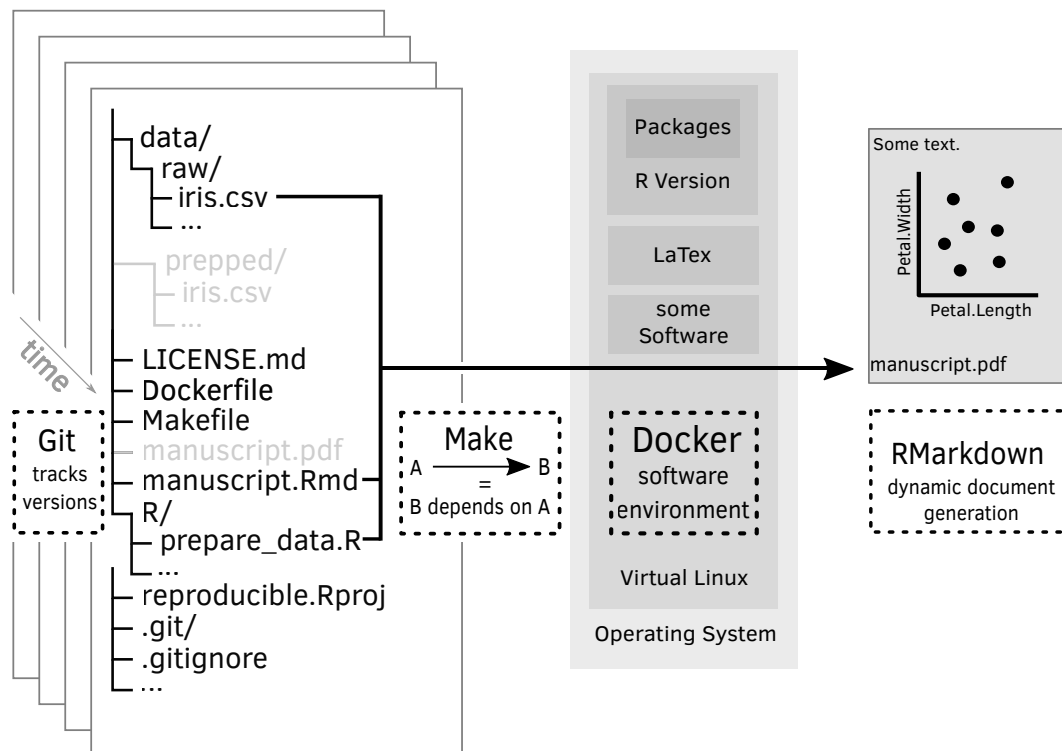 data/
raw/
iris.csv
...
prepped/
iris.csv
...
LICENSE.md
Dockerfile
Makefile
manuscript.pdf
manuscript.Rmd
R/
prepare_data.R
...
reproducible.Rproj
.git/
.gitignore
...
time
Git
tracks
versions
Make
A B
=
B depends on A
Packages
R Version
LaTex
some
Software
Docker
software
environment
Virtual Linux
Operating System
Some text.
Petal.Width
Petal.Length
manuscript.pdf
RMarkdown
dynamic document
generation